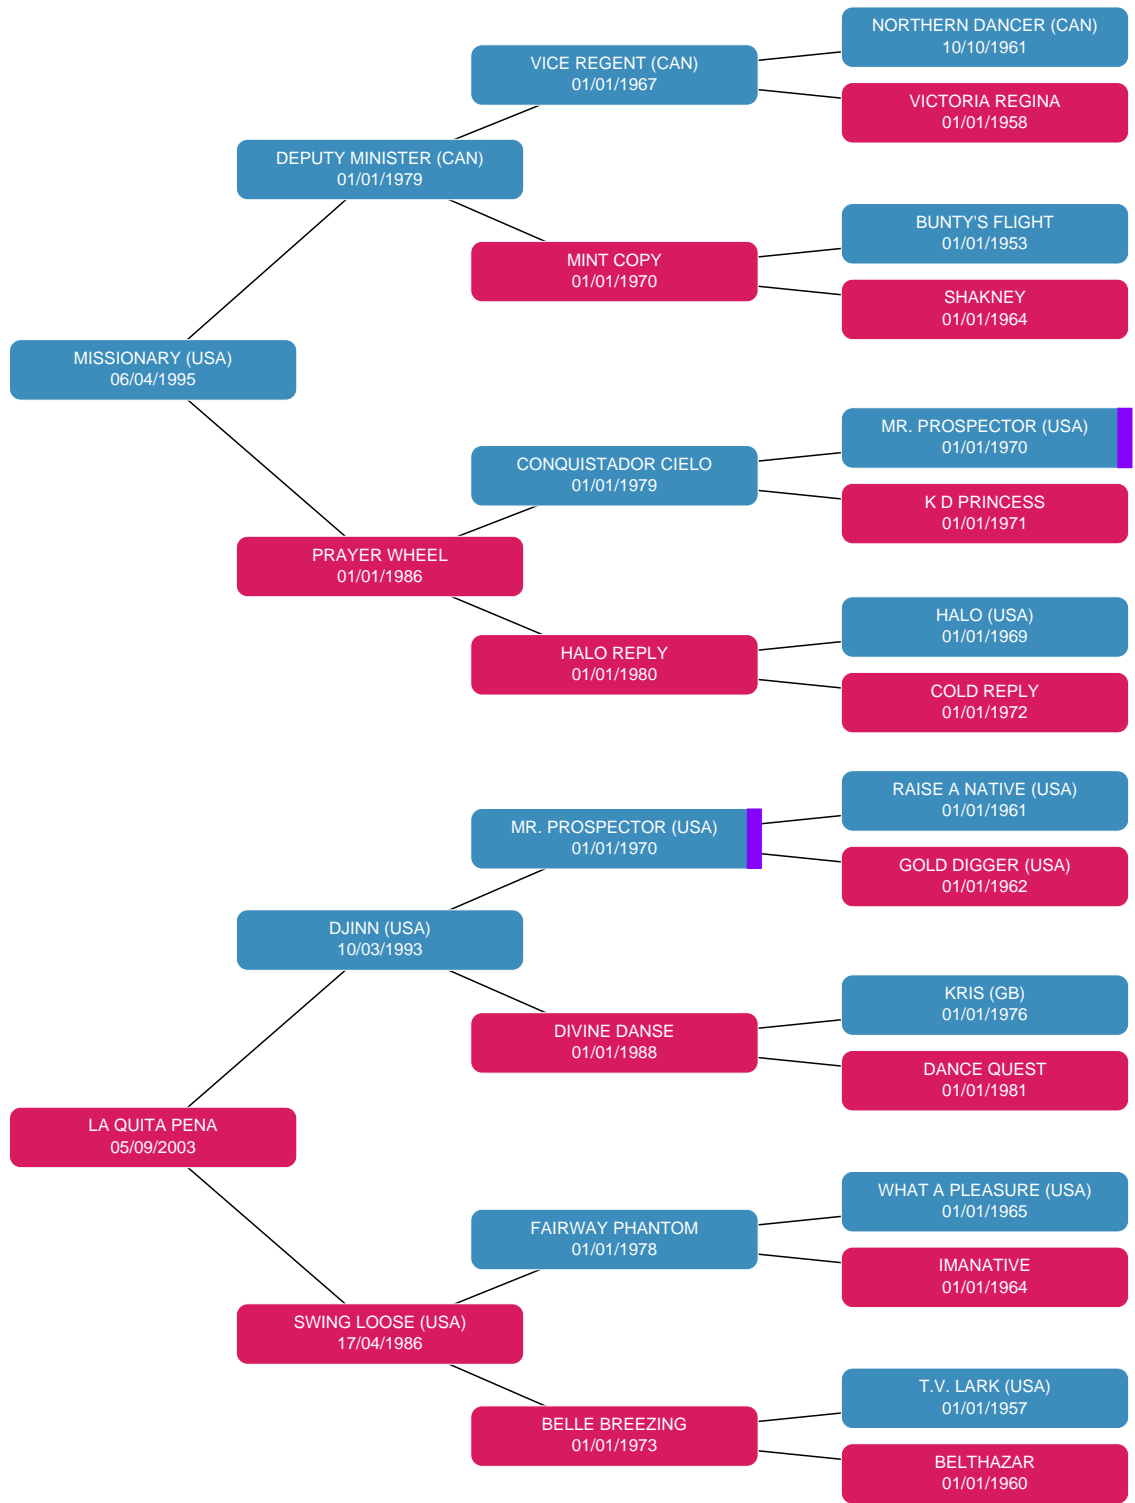 NORTHERN DANCER (CAN)
10/10/1961
VICE REGENT (CAN)
01/01/1967
VICTORIA REGINA
01/01/1958
DEPUTY MINISTER (CAN)
01/01/1979
BUNTY'S FLIGHT
01/01/1953
MINT COPY
01/01/1970
SHAKNEY
01/01/1964
MISSIONARY (USA)
06/04/1995
MR. PROSPECTOR (USA)
01/01/1970
CONQUISTADOR CIELO
01/01/1979
K D PRINCESS
01/01/1971
PRAYER WHEEL
01/01/1986
HALO (USA)
01/01/1969
HALO REPLY
01/01/1980
COLD REPLY
01/01/1972
RAISE A NATIVE (USA)
01/01/1961
MR. PROSPECTOR (USA)
01/01/1970
GOLD DIGGER (USA)
01/01/1962
DJINN (USA)
10/03/1993
KRIS (GB)
01/01/1976
DIVINE DANSE
01/01/1988
DANCE QUEST
01/01/1981
LA QUITA PENA
05/09/2003
WHAT A PLEASURE (USA)
01/01/1965
FAIRWAY PHANTOM
01/01/1978
IMANATIVE
01/01/1964
SWING LOOSE (USA)
17/04/1986
T.V. LARK (USA)
01/01/1957
BELLE BREEZING
01/01/1973
BELTHAZAR
01/01/1960